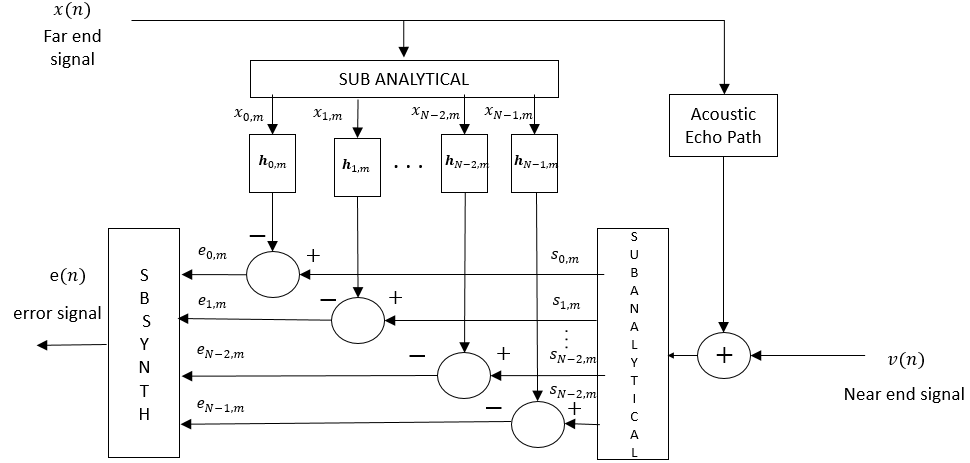 x(n)
Far end
signal
SUB ANALYTICAL
x_{0,m} x_{1,m} x_{N-2,m} x_{N-1,m}
Acoustic
Echo Path
h_{0,m} h_{1,m} . . . h_{N-2,m} h_{N-1,m}
− +
e_{0,m} s_{0,m}
− +
e_{1,m} s_{1,m}
⋮
− +
e_{N-2,m} s_{N-2,m}
− +
e_{N-1,m} s_{N-2,m}
SBSYNTH
SUBANALYTICAL
e(n)
error signal
+
v(n)
Near end signal